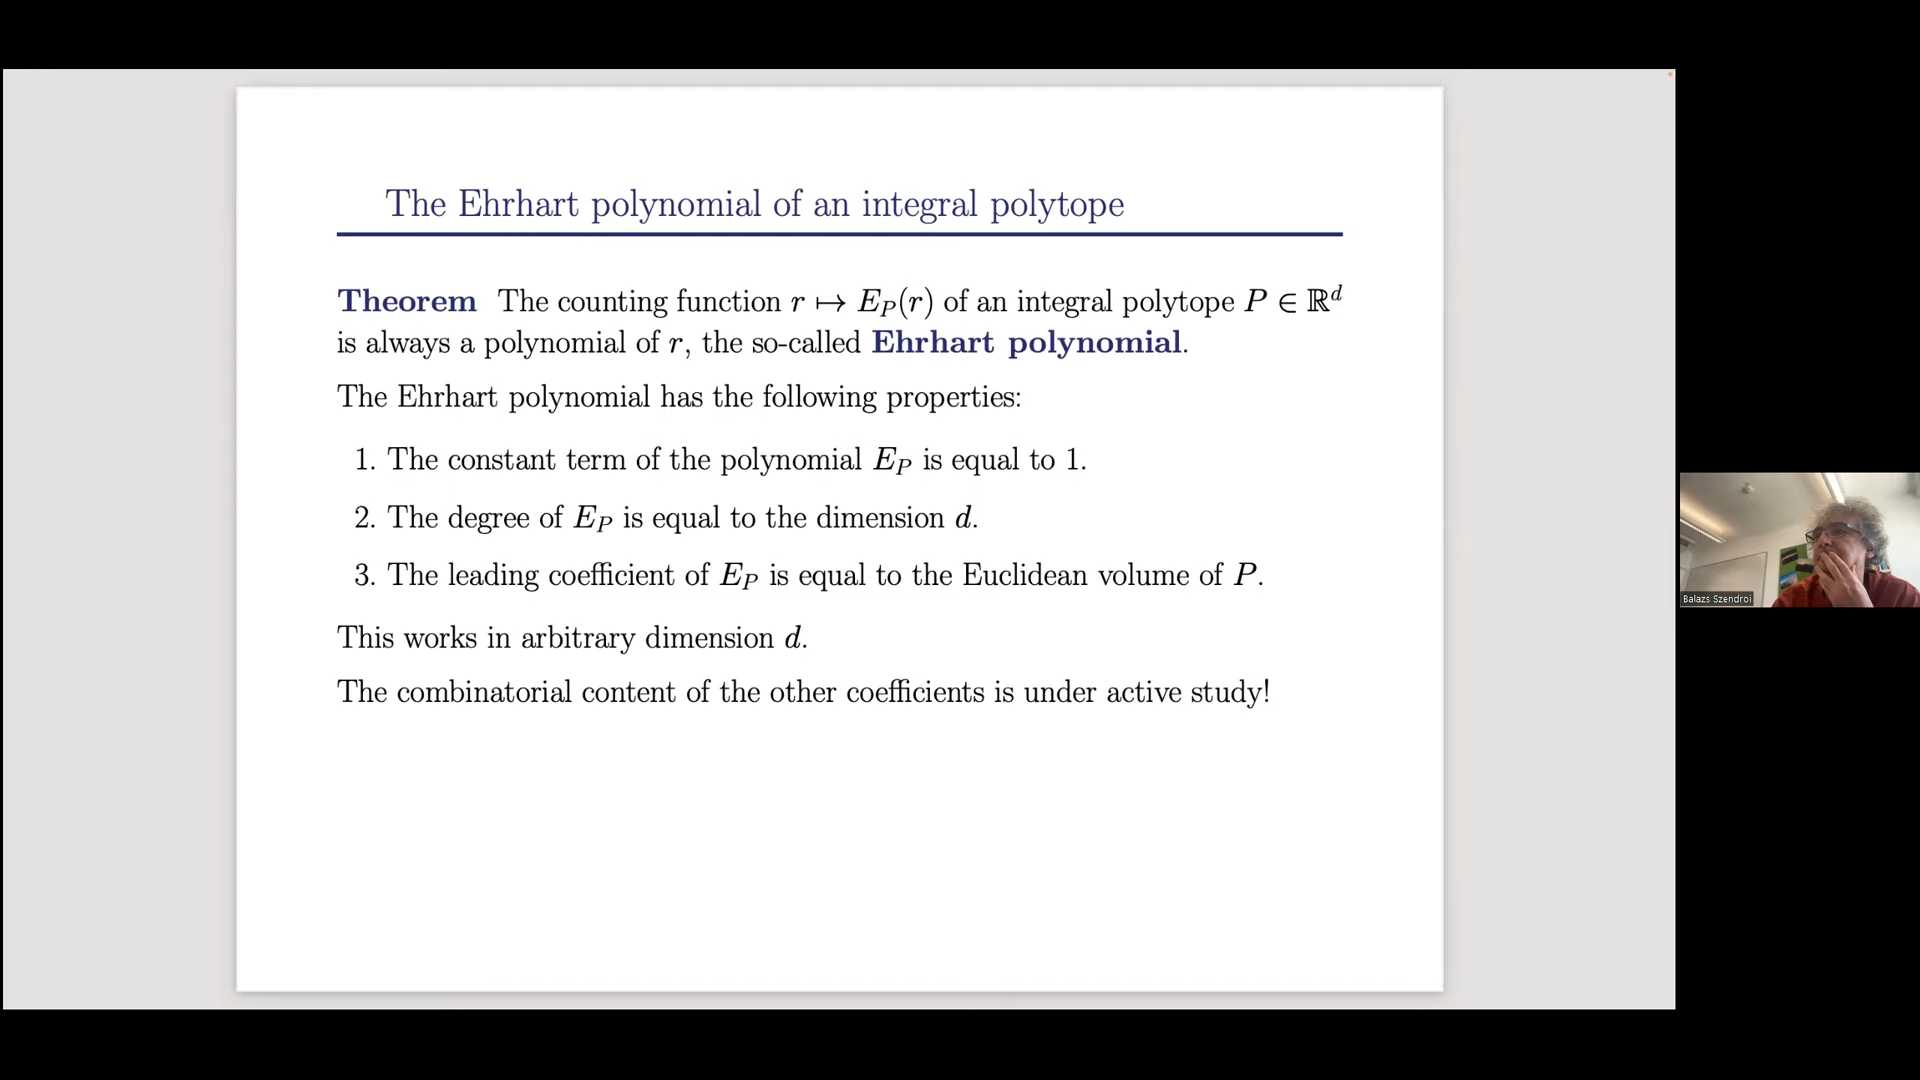 The Ehrhart polynomial of an integral polytope
Theorem The counting function r ↦ E_P(r) of an integral polytope P ∈ ℝ^d
is always a polynomial of r, the so-called Ehrhart polynomial.
The Ehrhart polynomial has the following properties:
1. The constant term of the polynomial E_P is equal to 1.
2. The degree of E_P is equal to the dimension d.
3. The leading coefficient of E_P is equal to the Euclidean volume of P.
This works in arbitrary dimension d.
The combinatorial content of the other coefficients is under active study!
Balazs Szendroi